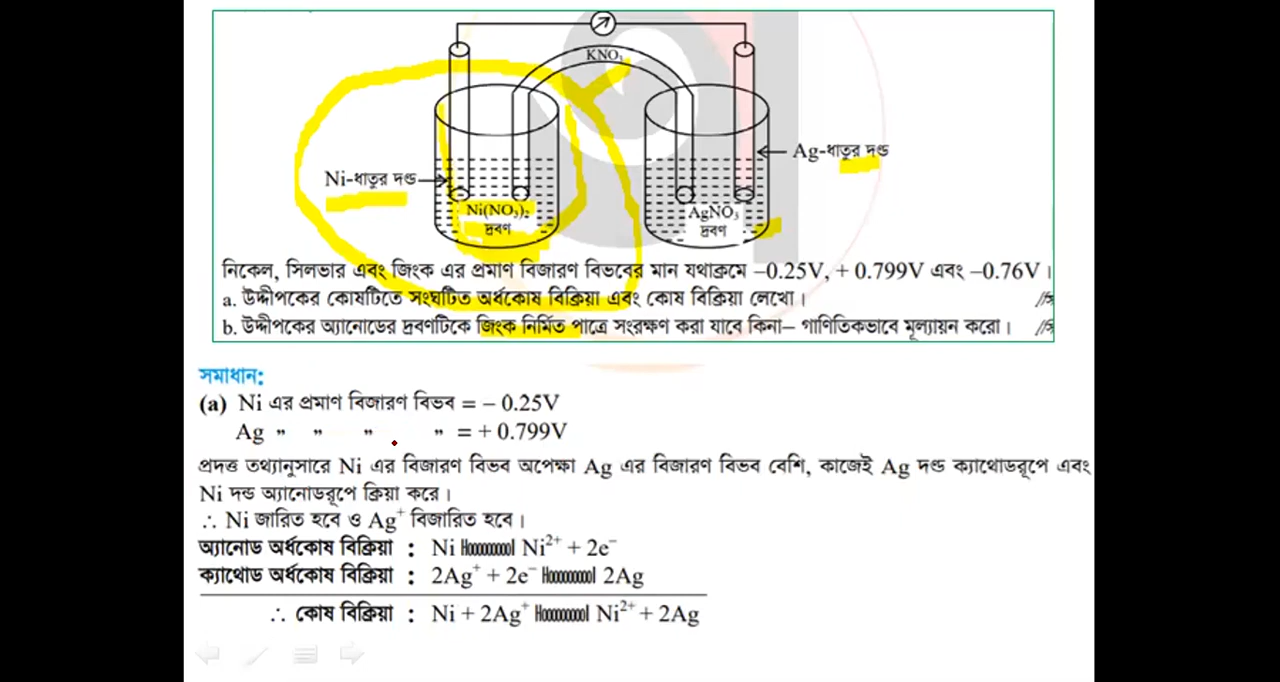 KNO₃
Ag-ধাতুর দণ্ড
Ni-ধাতুর দণ্ড
Ni(NO₃)₂
দ্রবণ
AgNO₃
দ্রবণ
নিকেল, সিলভার এবং জিংক এর প্রমাণ বিজারণ বিভবের মান যথাক্রমে –0.25V, + 0.799V এবং –0.76V।
a. উদ্দীপকের কোষটিতে সংঘটিত অর্ধকোষ বিক্রিয়া এবং কোষ বিক্রিয়া লেখো।
b. উদ্দীপকের অ্যানোডের দ্রবণটিকে জিংক নির্মিত পাত্রে সংরক্ষণ করা যাবে কিনা– গাণিতিকভাবে মূল্যায়ন করো।
সমাধান:
(a) Ni এর প্রমাণ বিজারণ বিভব = – 0.25V
Ag ” ” ” ” = + 0.799V
প্রদত্ত তথ্যানুসারে Ni এর বিজারণ বিভব অপেক্ষা Ag এর বিজারণ বিভব বেশি, কাজেই Ag দণ্ড ক্যাথোডরূপে এবং
Ni দন্ড অ্যানোডরূপে ক্রিয়া করে।
∴ Ni জারিত হবে ও Ag⁺ বিজারিত হবে।
অ্যানোড অর্ধকোষ বিক্রিয়া : Ni Ni²⁺ + 2e⁻
ক্যাথোড অর্ধকোষ বিক্রিয়া : 2Ag⁺ + 2e⁻ 2Ag
∴ কোষ বিক্রিয়া : Ni + 2Ag⁺ Ni²⁺ + 2Ag